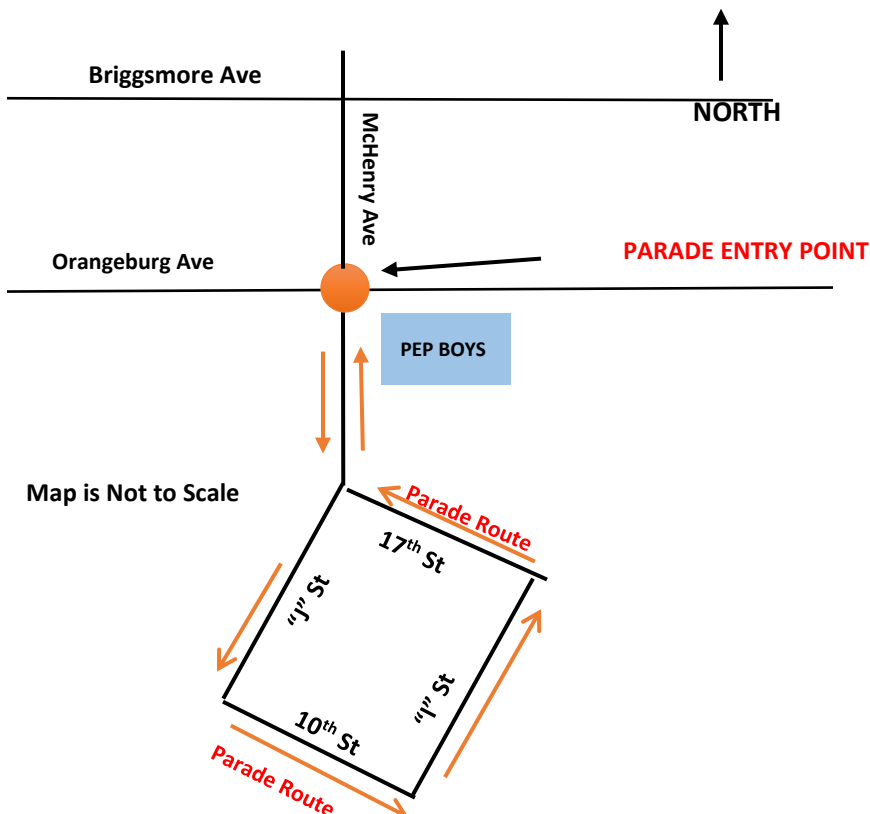 Briggsmore Ave
NORTH
McHenry Ave
Orangeburg Ave
PARADE ENTRY POINT
PEP BOYS
Map is Not to Scale
Parade Route
17th St
“J” St
“I” St
10th St
Parade Route